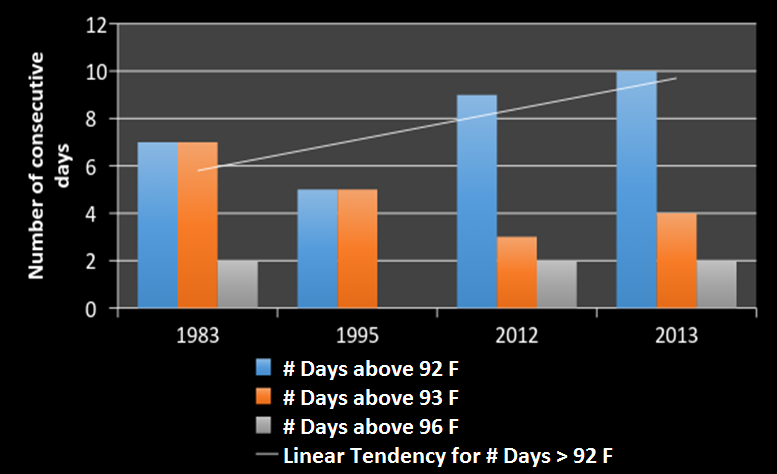 12
10
8
6
4
2
0
Number of consecutive
days
1983 1995 2012 2013
# Days above 92 F
# Days above 93 F
# Days above 96 F
Linear Tendency for # Days > 92 F